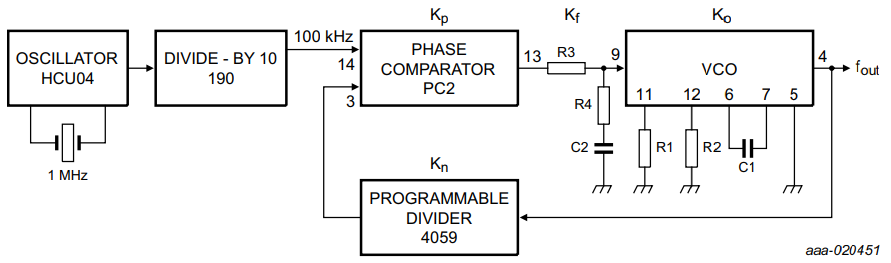 Kp Kf Ko
OSCILLATOR
HCU04
DIVIDE - BY 10
190
100 kHz
14
3
PHASE
COMPARATOR
PC2
13
R3
9
VCO
4
fout
11
12
6
7
5
R4
C2
R1
R2
C1
1 MHz
Kn
PROGRAMMABLE
DIVIDER
4059
aaa-020451